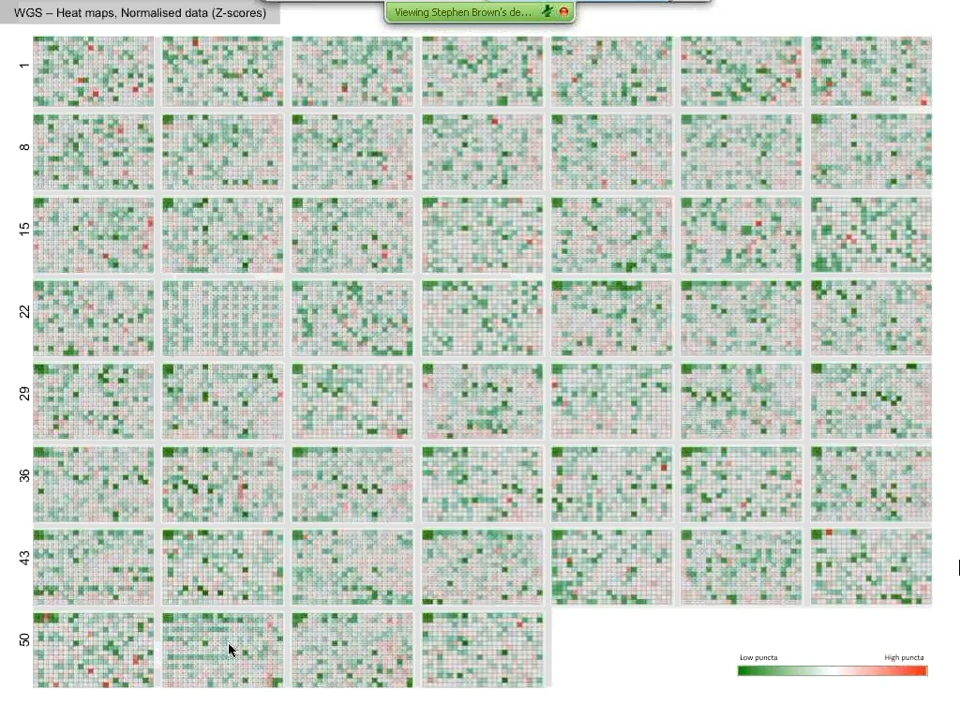 WGS – Heat maps, Normalised data (Z-scores)
Viewing Stephen Brown's de...
1
8
15
22
29
36
43
50
Low puncta
High puncta